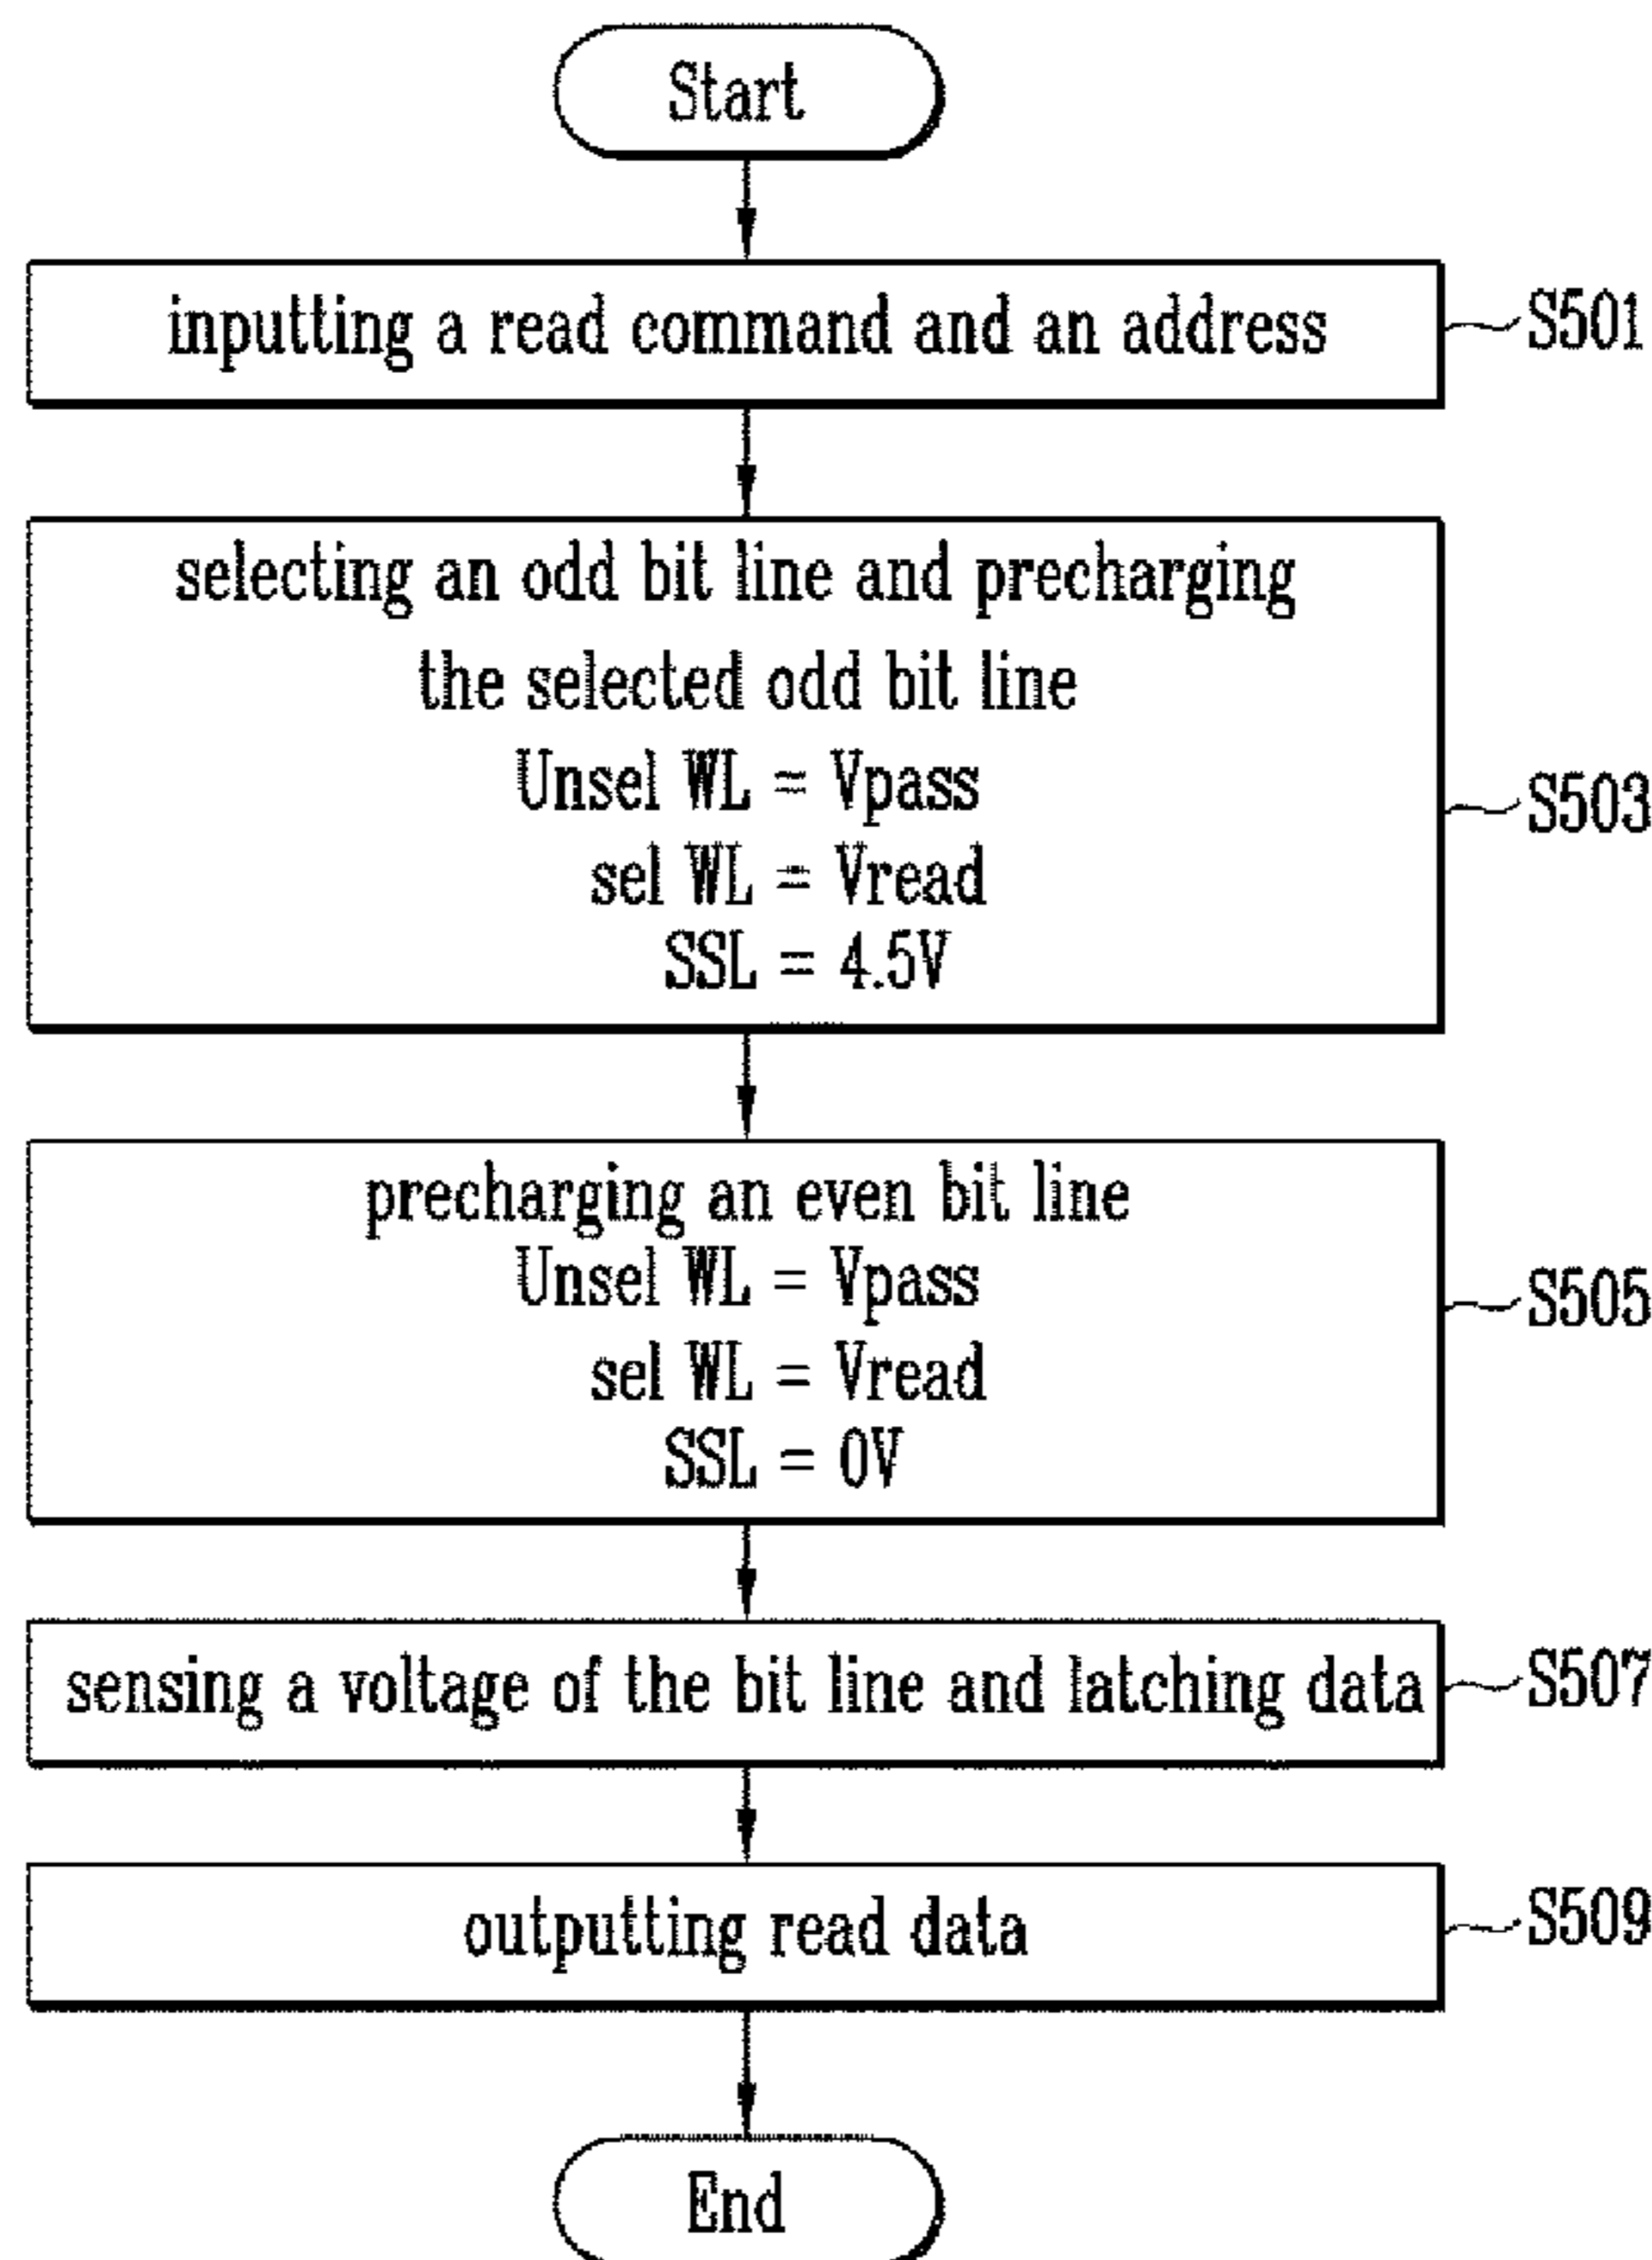 Start
inputting a read command and an address
S501
selecting an odd bit line and precharging
the selected odd bit line
Unsel WL = Vpass
sel WL = Vread
SSL = 4.5V
S503
precharging an even bit line
Unsel WL = Vpass
sel WL = Vread
SSL = 0V
S505
sensing a voltage of the bit line and latching data
S507
outputting read data
S509
End